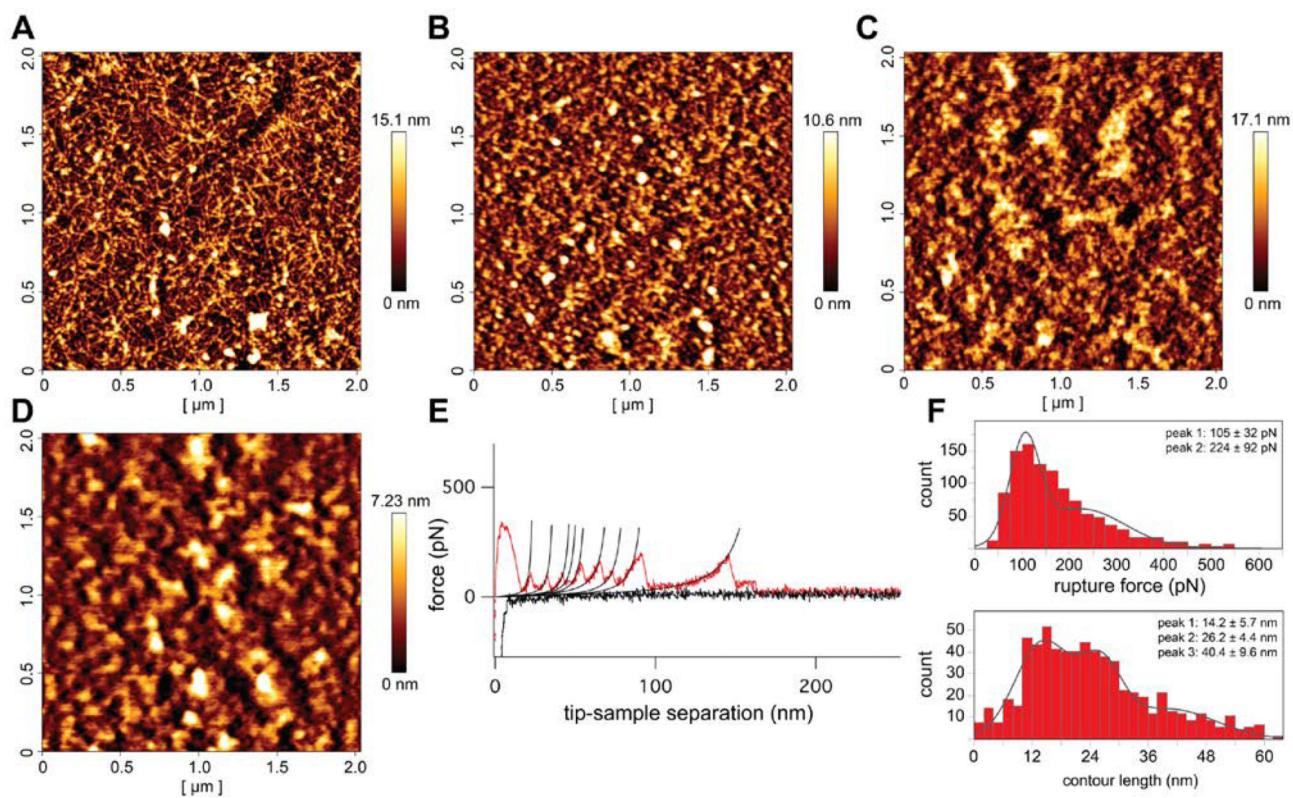 A
2.0
1.5
1.0
0.5
0
0
0.5
1.0
1.5
2.0
[ µm ]
15.1 nm
0 nm
B
2.0
1.5
1.0
0.5
0
0
0.5
1.0
1.5
2.0
[ µm ]
10.6 nm
0 nm
C
2.0
1.5
1.0
0.5
0
0
0.5
1.0
1.5
2.0
[ µm ]
17.1 nm
0 nm
D
2.0
1.5
1.0
0.5
0
0
0.5
1.0
1.5
2.0
[ µm ]
7.23 nm
0 nm
E
force (pN)
500
0
0
100
200
tip-sample separation (nm)
F
count
150
100
50
peak 1: 105 ± 32 pN
peak 2: 224 ± 92 pN
0
100
200
300
400
500
600
rupture force (pN)
count
50
40
30
20
10
peak 1: 14.2 ± 5.7 nm
peak 2: 26.2 ± 4.4 nm
peak 3: 40.4 ± 9.6 nm
0
12
24
36
48
60
contour length (nm)